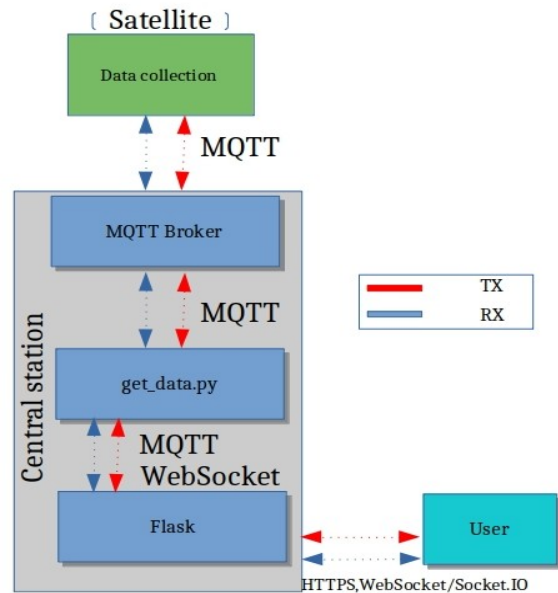 [ Satellite ]
Data collection
MQTT
MQTT Broker
MQTT
TX
RX
Central station
get_data.py
MQTT
WebSocket
Flask
User
HTTPS,WebSocket/Socket.IO